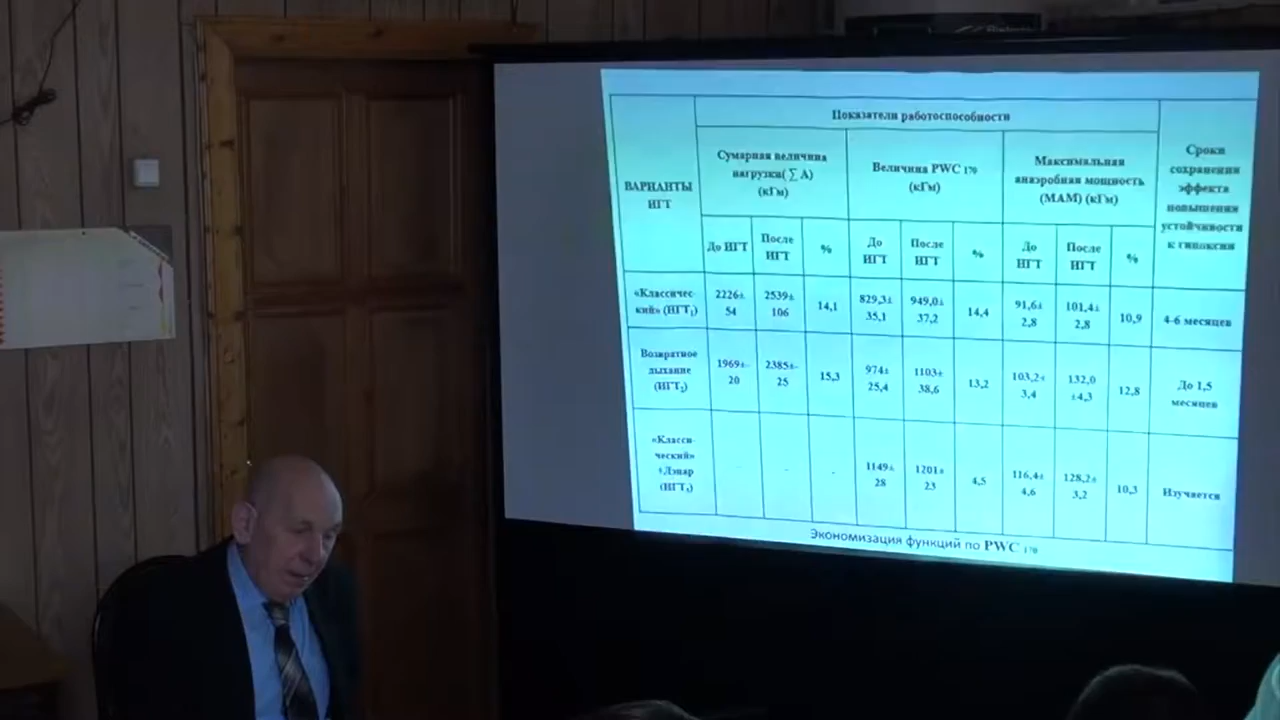 Показатели работоспособности
ВАРИАНТЫ
ИГТ
Сумарная величина
нагрузки( ∑ А)
(кГм)
Величина PWC 170
(кГм)
Максимальная
анаэробная мощность
(МАМ) (кГм)
Сроки
сохранения
эффекта
повышения
устойчивости
к гипоксии
До ИГТ
После
ИГТ
%
До
ИГТ
После
ИГТ
%
До
ИГТ
После
ИГТ
%
«Классичес-
кий» (ИГТ1)
2226±
54
2539±
106
14,1
829,3±
35,1
949,0±
37,2
14,4
91,6±
2,8
101,4±
2,8
10,9
4-6 месяцев
Возвратное
дыхание
(ИГТ2)
1969±
20
2385±
25
15,3
974±
25,4
1103±
38,6
13,2
103,2±
3,4
132,0
±4,3
12,8
До 1,5
месяцев
«Класси-
ческий»
(ИГТ3)
-
-
-
1149±
28
1201±
23
4,5
116,4±
4,6
128,2±
3,2
10,3
Изучается
Экономизация функций по PWC 170